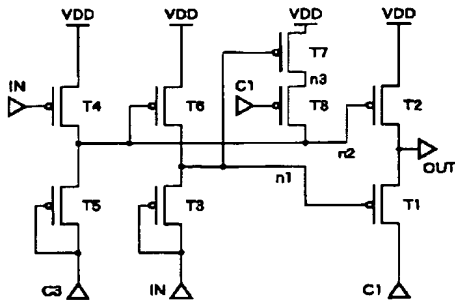 VDD VDD VDD VDD
T7
IN C1 n3
T4 T6 T8 T2
n2
OUT
n1
T5 T3 T1
C3 IN C1